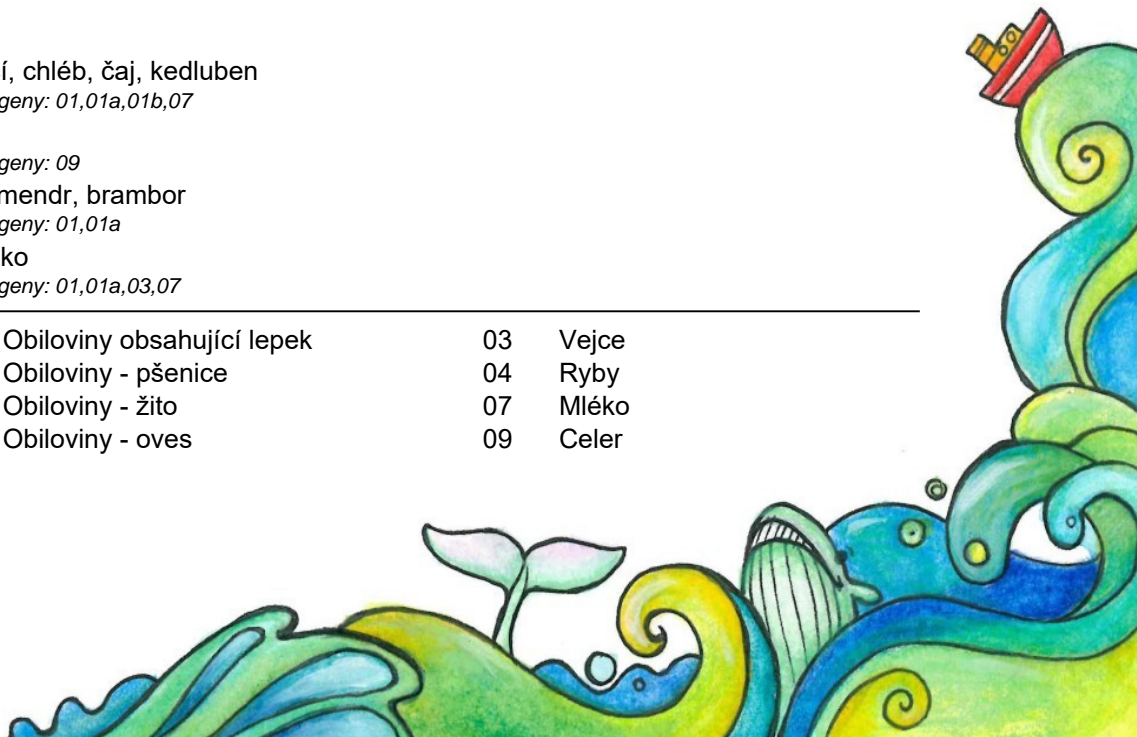 í, chléb, čaj, kedluben
geny: 01,01a,01b,07
geny: 09
mendr, brambor
geny: 01,01a
ko
geny: 01,01a,03,07
Obiloviny obsahující lepek 03 Vejce
Obiloviny - pšenice 04 Ryby
Obiloviny - žito 07 Mléko
Obiloviny - oves 09 Celer